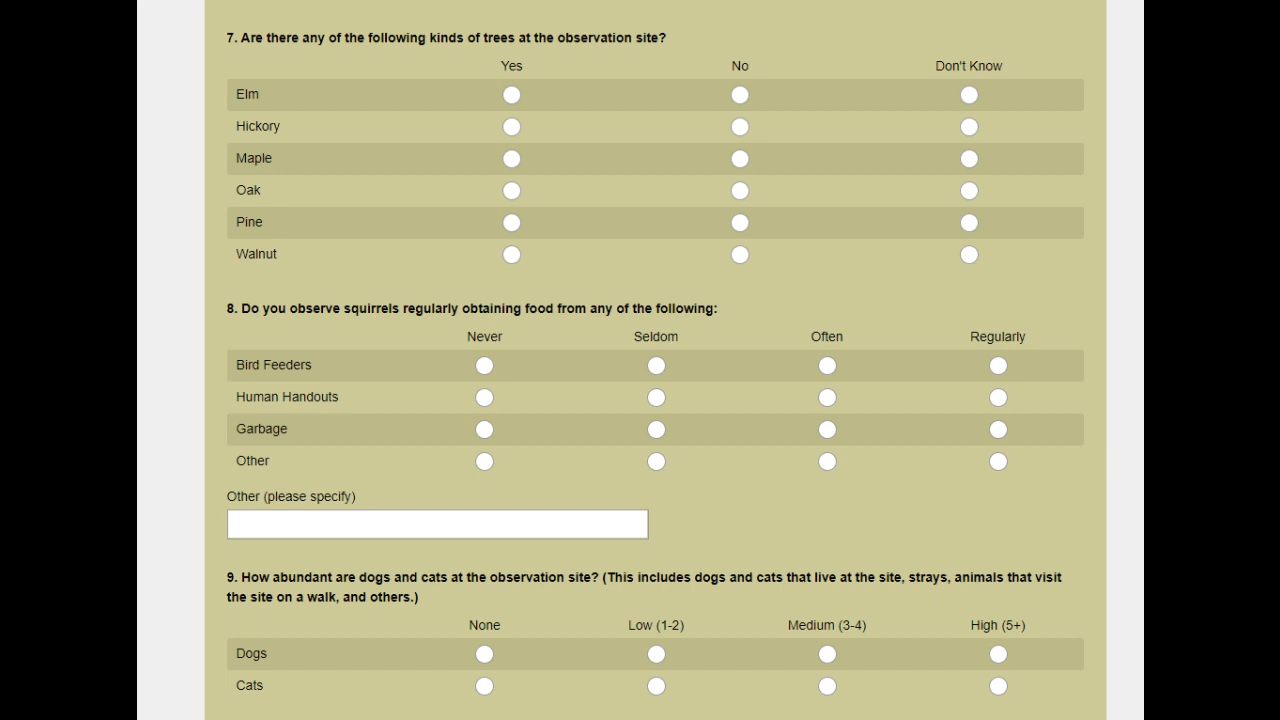 7. Are there any of the following kinds of trees at the observation site?
Yes No Don't Know
Elm
Hickory
Maple
Oak
Pine
Walnut
8. Do you observe squirrels regularly obtaining food from any of the following:
Never Seldom Often Regularly
Bird Feeders
Human Handouts
Garbage
Other
Other (please specify)
9. How abundant are dogs and cats at the observation site? (This includes dogs and cats that live at the site, strays, animals that visit
the site on a walk, and others.)
None Low (1-2) Medium (3-4) High (5+)
Dogs
Cats